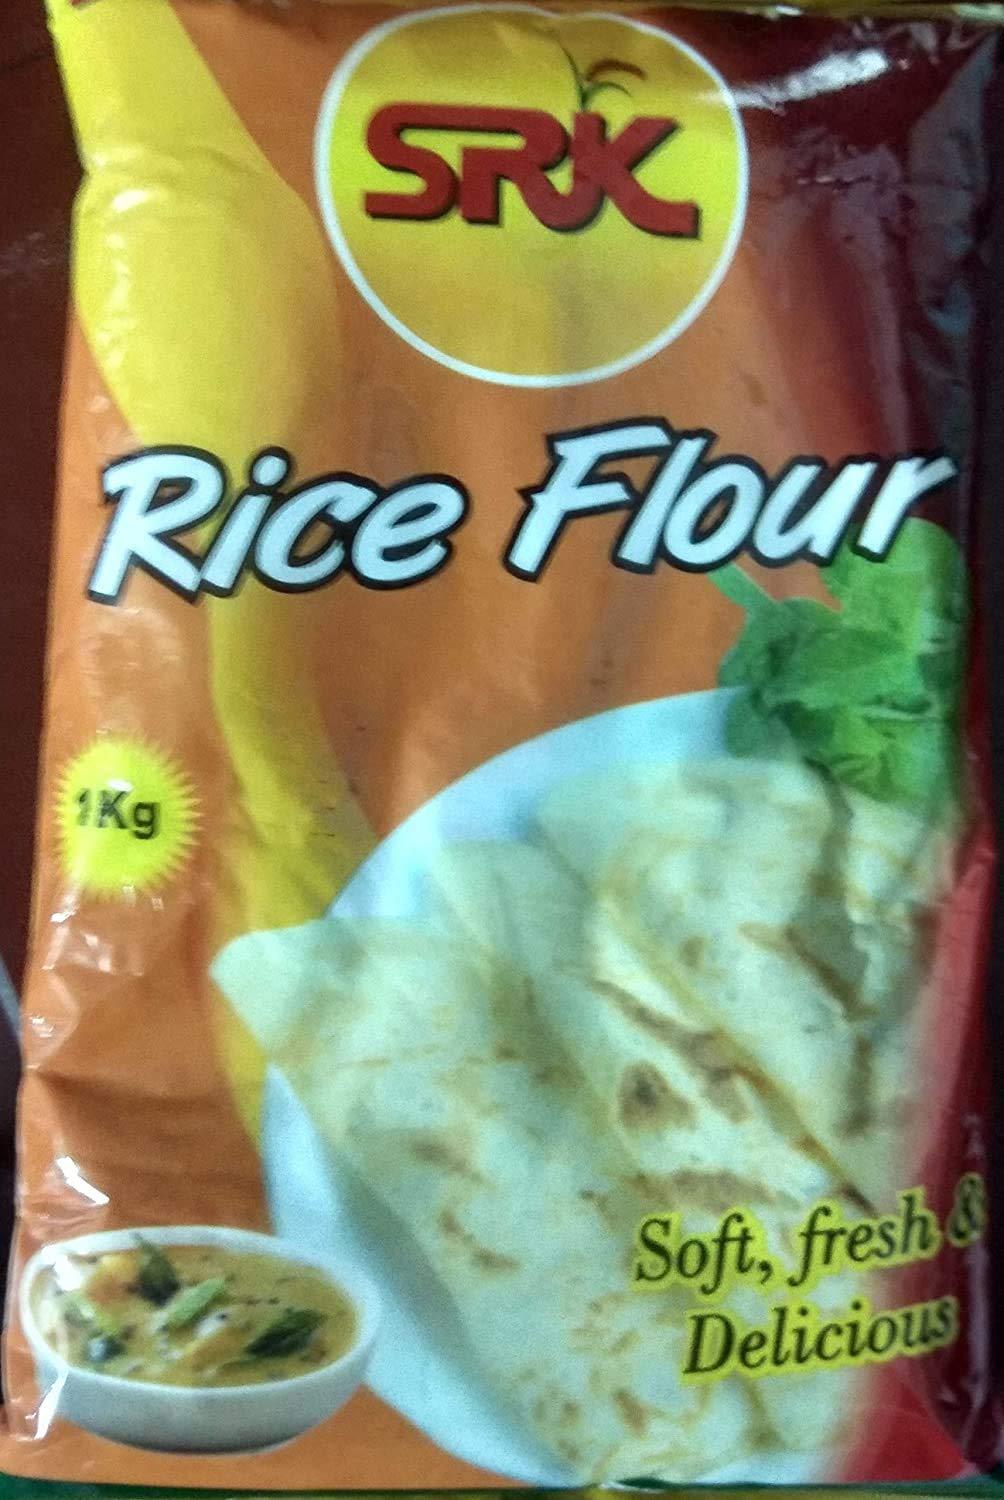 SRK
Rice Flour
1Kg
Soft, fresh &
Delicious